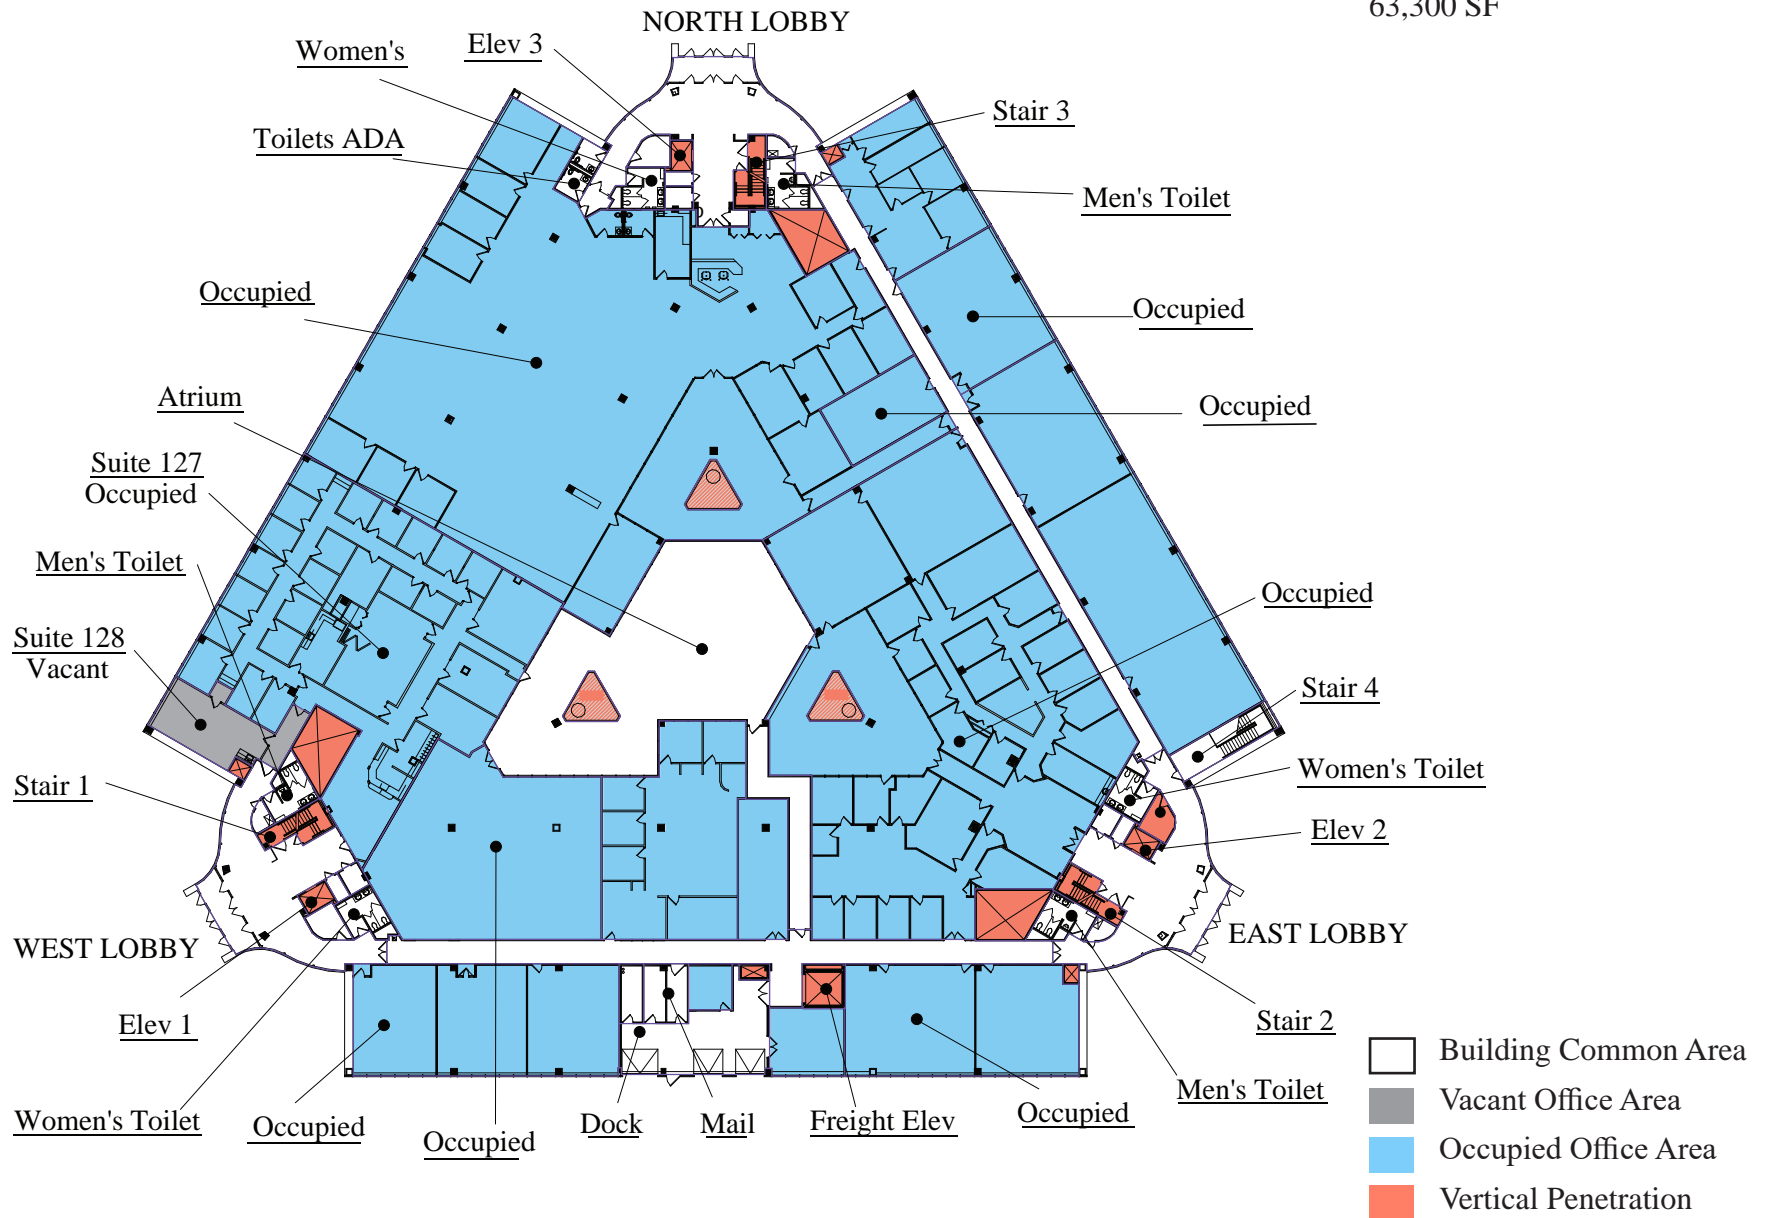 63,300 SF
NORTH LOBBY
Women's
Elev 3
Toilets ADA
Stair 3
Men's Toilet
Occupied
Occupied
Atrium
Occupied
Suite 127
Occupied
Men's Toilet
Occupied
Suite 128
Vacant
Stair 4
Stair 1
Women's Toilet
Elev 2
WEST LOBBY
EAST LOBBY
Elev 1
Stair 2
Women's Toilet
Occupied
Occupied
Dock
Mail
Freight Elev
Occupied
Men's Toilet
Building Common Area
Vacant Office Area
Occupied Office Area
Vertical Penetration